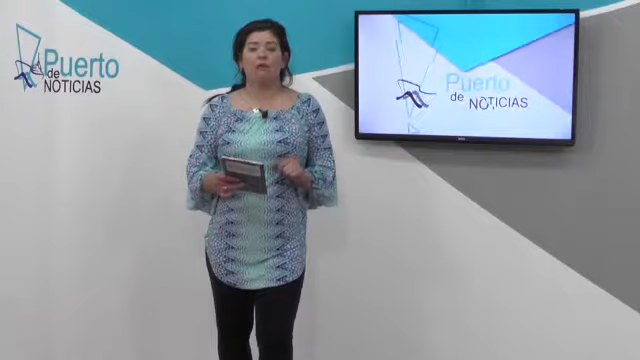 Puerto
de
NOTICIAS
Puerto
de NOTICIAS